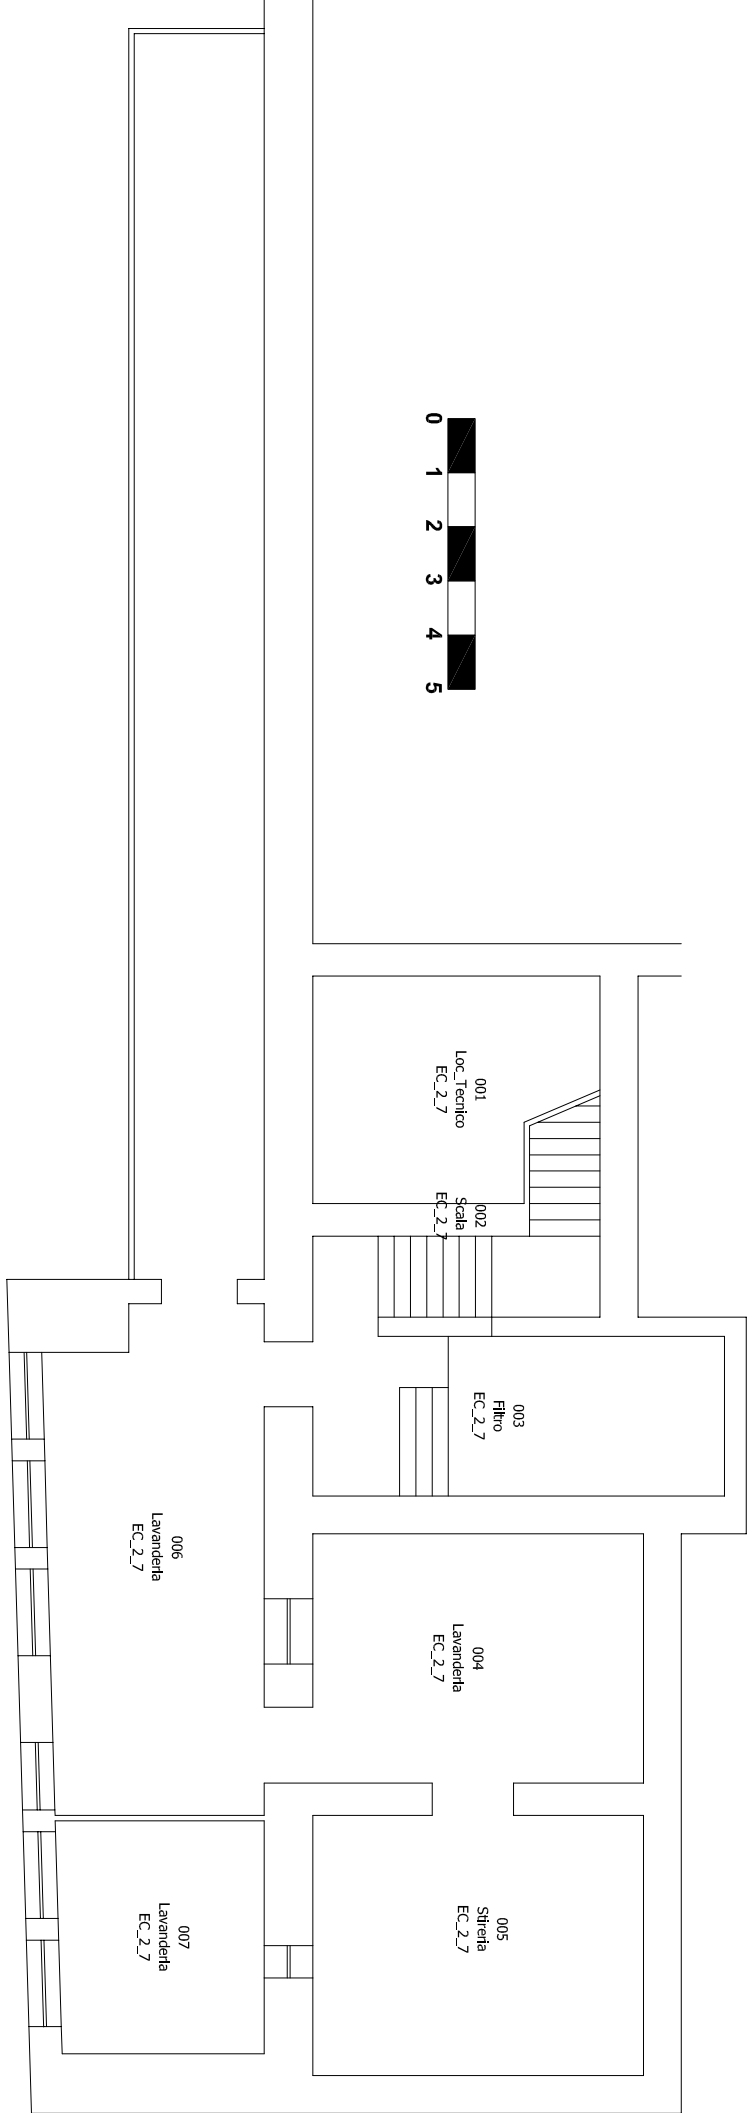 0
1
2
3
4
5
001
Loc_Tecnico
EC_2_7
002
Scala
EC_2_7
003
Filtro
EC_2_7
004
Lavanderia
EC_2_7
005
Stireria
EC_2_7
006
Lavanderia
EC_2_7
007
Lavanderia
EC_2_7